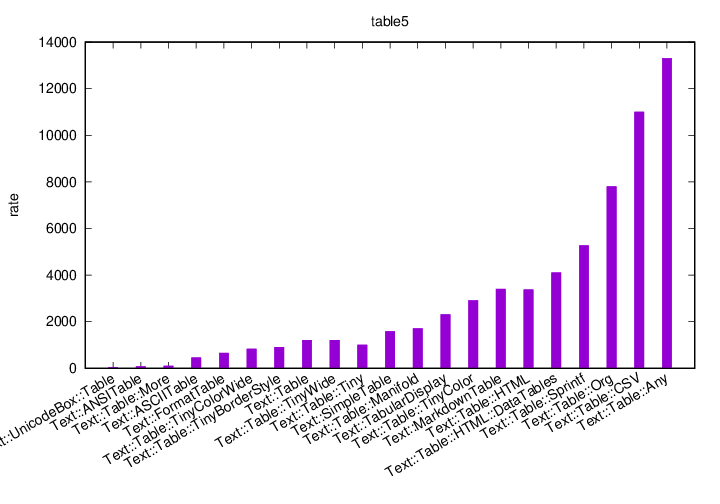 table5
14000
12000
10000
8000
6000
4000
2000
0
rate
t::UnicodeBox::Table
Text::ANSITable
Text::Table::More
Text::ASCIITable
Text::FormatTable
Text::Table::TinyColorWide
Text::Table::TinyBorderStyle
Text::Table
Text::Table::TinyWide
Text::Table::Tiny
Text::SimpleTable
Text::Table::Manifold
Text::TabularDisplay
Text::Table::TinyColor
Text::MarkdownTable
Text::Table::HTML
Text::Table::HTML::DataTables
Text::Table::Sprintf
Text::Table::Org
Text::Table::CSV
Text::Table::Any